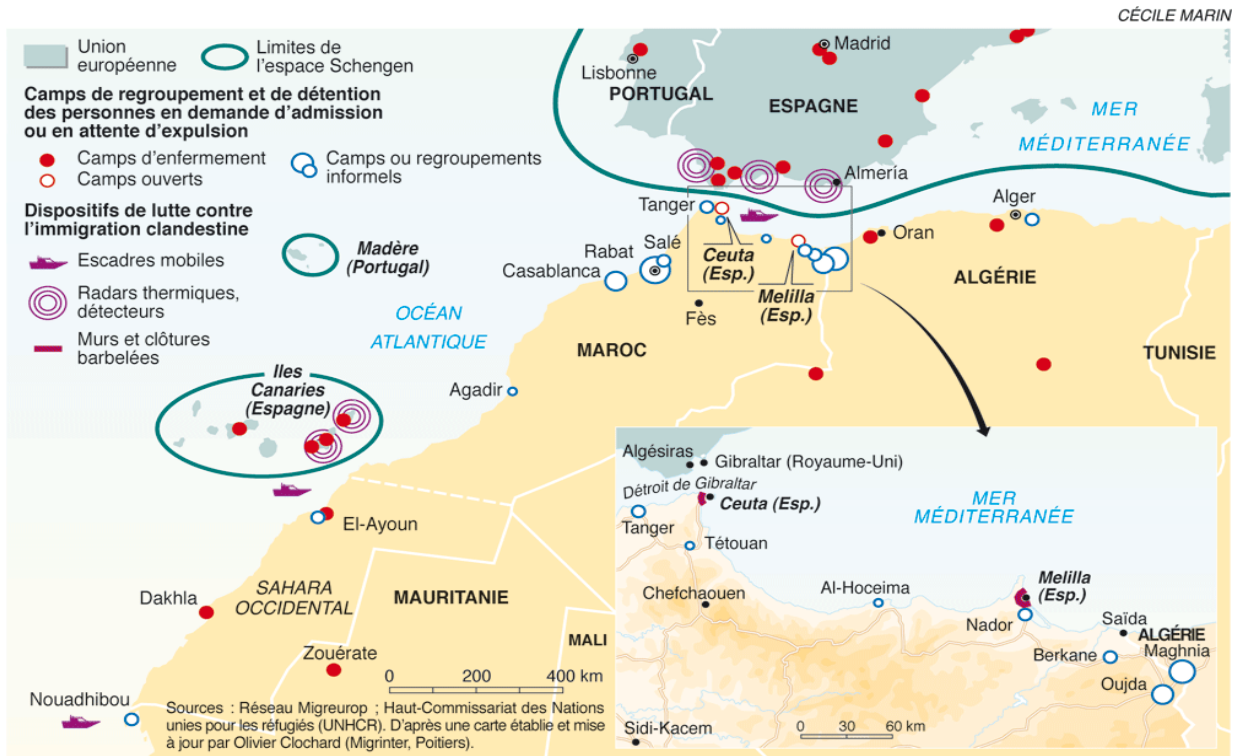 CÉCILE MARIN
Union
européenne
Limites de
l'espace Schengen
Camps de regroupement et de détention
des personnes en demande d'admission
ou en attente d'expulsion
Camps d'enfermement
Camps ouverts
Camps ou regroupements
informels
Dispositifs de lutte contre
l'immigration clandestine
Escadres mobiles
Radars thermiques,
détecteurs
Murs et clôtures
barbelées
Madère
(Portugal)
Lisbonne
PORTUGAL
Madrid
ESPAGNE
MER
MÉDITERRANÉE
Almería
Tanger
Ceuta
(Esp.)
Melilla
(Esp.)
Oran
Alger
ALGÉRIE
TUNISIE
Rabat
Salé
Casablanca
Fès
MAROC
OCÉAN
ATLANTIQUE
Agadir
Iles
Canaries
(Espagne)
El-Ayoun
SAHARA
OCCIDENTAL
Dakhla
MAURITANIE
MALI
Zouérate
Nouadhibou
0 200 400 km
Sources : Réseau Migreurop ; Haut-Commissariat des Nations
unies pour les réfugiés (UNHCR). D'après une carte établie et mise
à jour par Olivier Clochard (Migrinter, Poitiers).
Algésiras
Gibraltar (Royaume-Uni)
Détroit de Gibraltar
Ceuta (Esp.)
Tanger
Tétouan
MER
MÉDITERRANÉE
Chefchaouen
Al-Hoceima
Melilla
(Esp.)
Nador
Saïda
ALGÉRIE
Maghnia
Berkane
Oujda
Sidi-Kacem
0 30 60 km